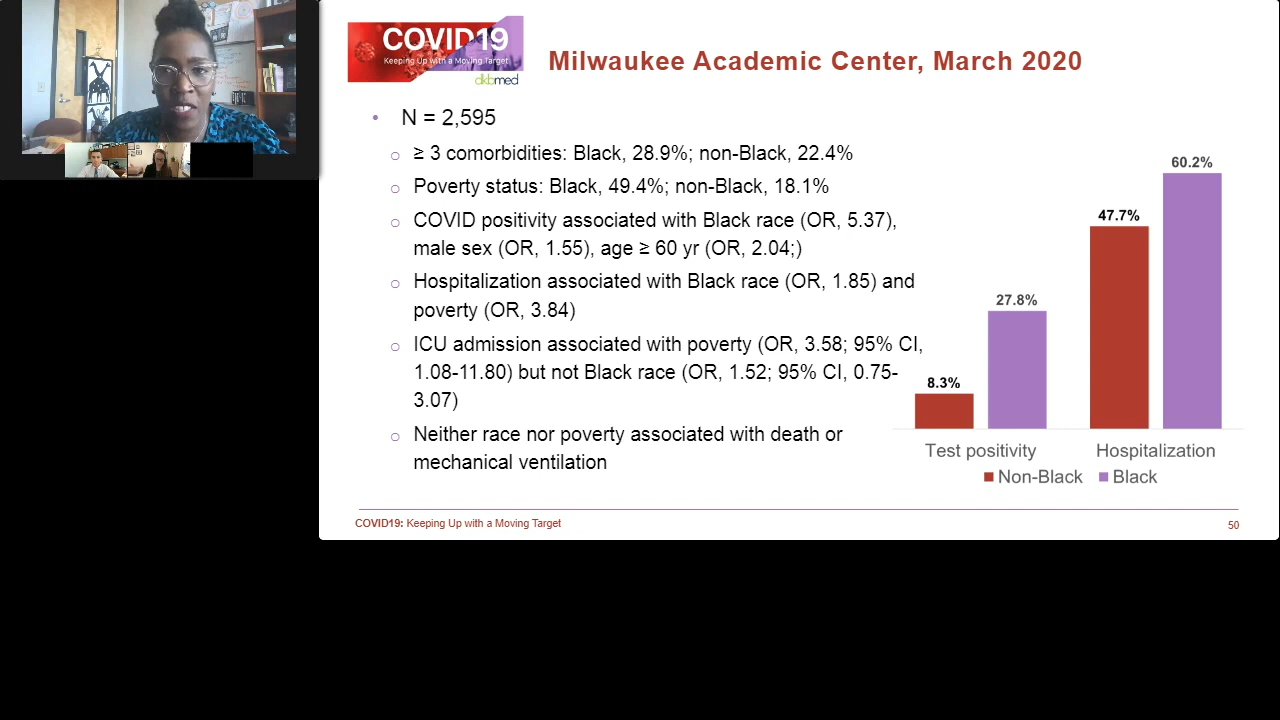 COVID19
Keeping Up with a Moving Target
dkbmed
Milwaukee Academic Center, March 2020
• N = 2,595
○ ≥ 3 comorbidities: Black, 28.9%; non-Black, 22.4%
○ Poverty status: Black, 49.4%; non-Black, 18.1%
○ COVID positivity associated with Black race (OR, 5.37),
male sex (OR, 1.55), age ≥ 60 yr (OR, 2.04;)
○ Hospitalization associated with Black race (OR, 1.85) and
poverty (OR, 3.84)
○ ICU admission associated with poverty (OR, 3.58; 95% CI,
1.08-11.80) but not Black race (OR, 1.52; 95% CI, 0.75-
3.07)
○ Neither race nor poverty associated with death or
mechanical ventilation
8.3%
27.8%
47.7%
60.2%
Test positivity
Hospitalization
Non-Black
Black
COVID19: Keeping Up with a Moving Target
50